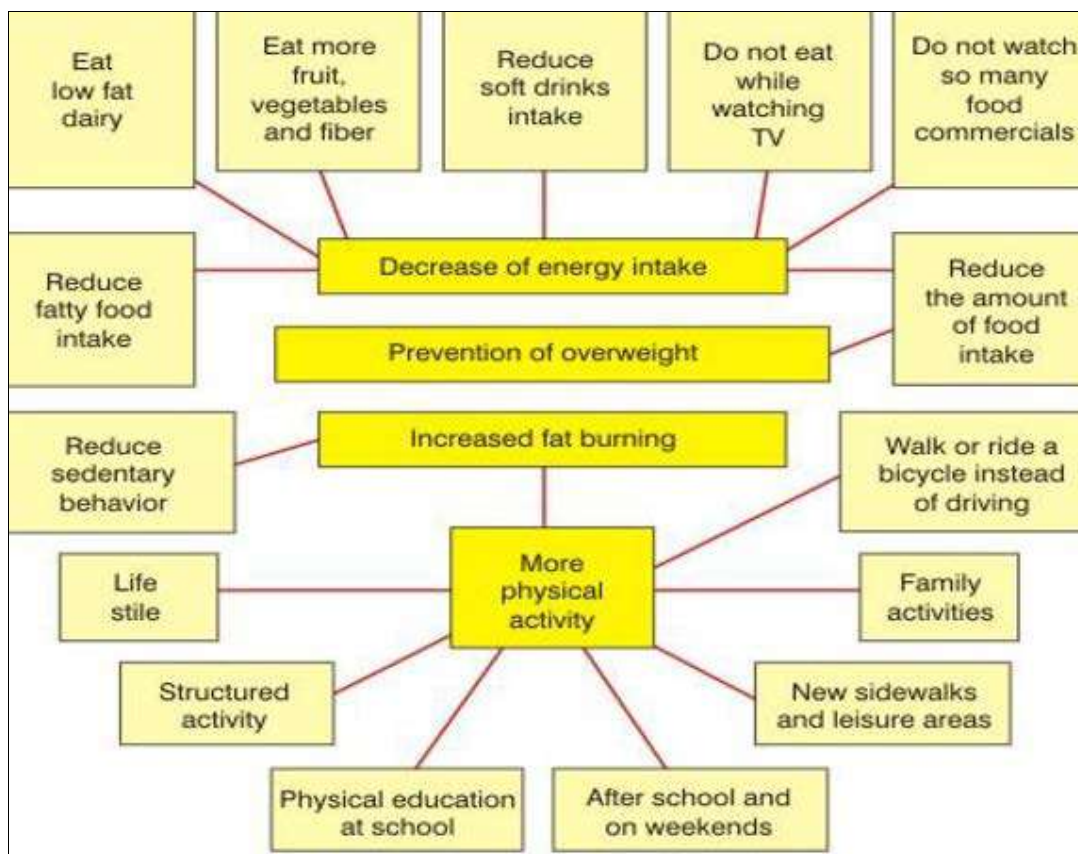 Eat
low fat
dairy
Eat more
fruit,
vegetables
and fiber
Reduce
soft drinks
intake
Do not eat
while
watching
TV
Do not watch
so many
food
commercials
Decrease of energy intake
Reduce
fatty food
intake
Reduce
the amount
of food
intake
Prevention of overweight
Increased fat burning
Reduce
sedentary
behavior
Walk or ride a
bicycle instead
of driving
More
physical
activity
Life
stile
Family
activities
Structured
activity
New sidewalks
and leisure areas
Physical education
at school
After school and
on weekends